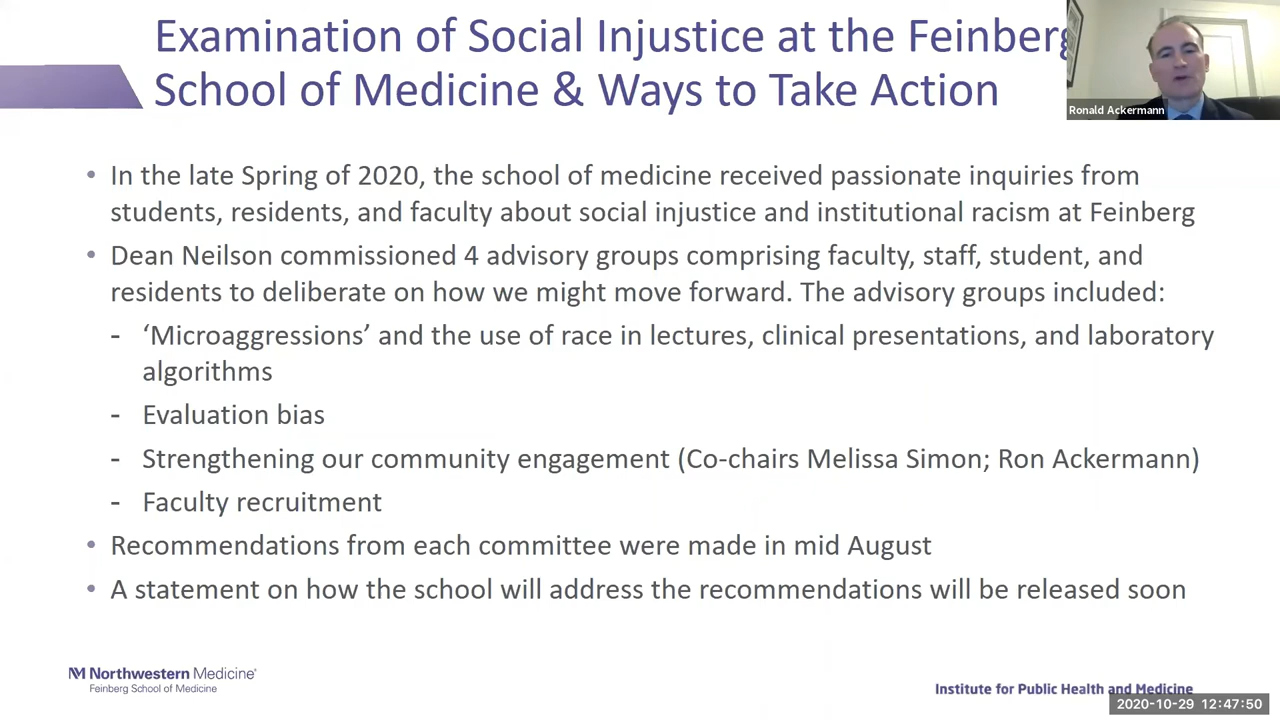 Examination of Social Injustice at the Feinberg
School of Medicine & Ways to Take Action
Ronald Ackermann
• In the late Spring of 2020, the school of medicine received passionate inquiries from
students, residents, and faculty about social injustice and institutional racism at Feinberg
• Dean Neilson commissioned 4 advisory groups comprising faculty, staff, student, and
residents to deliberate on how we might move forward. The advisory groups included:
- ‘Microaggressions’ and the use of race in lectures, clinical presentations, and laboratory
algorithms
- Evaluation bias
- Strengthening our community engagement (Co-chairs Melissa Simon; Ron Ackermann)
- Faculty recruitment
• Recommendations from each committee were made in mid August
• A statement on how the school will address the recommendations will be released soon
NM Northwestern Medicine®
Feinberg School of Medicine
Institute for Public Health and Medicine
2020-10-29 12:47:50